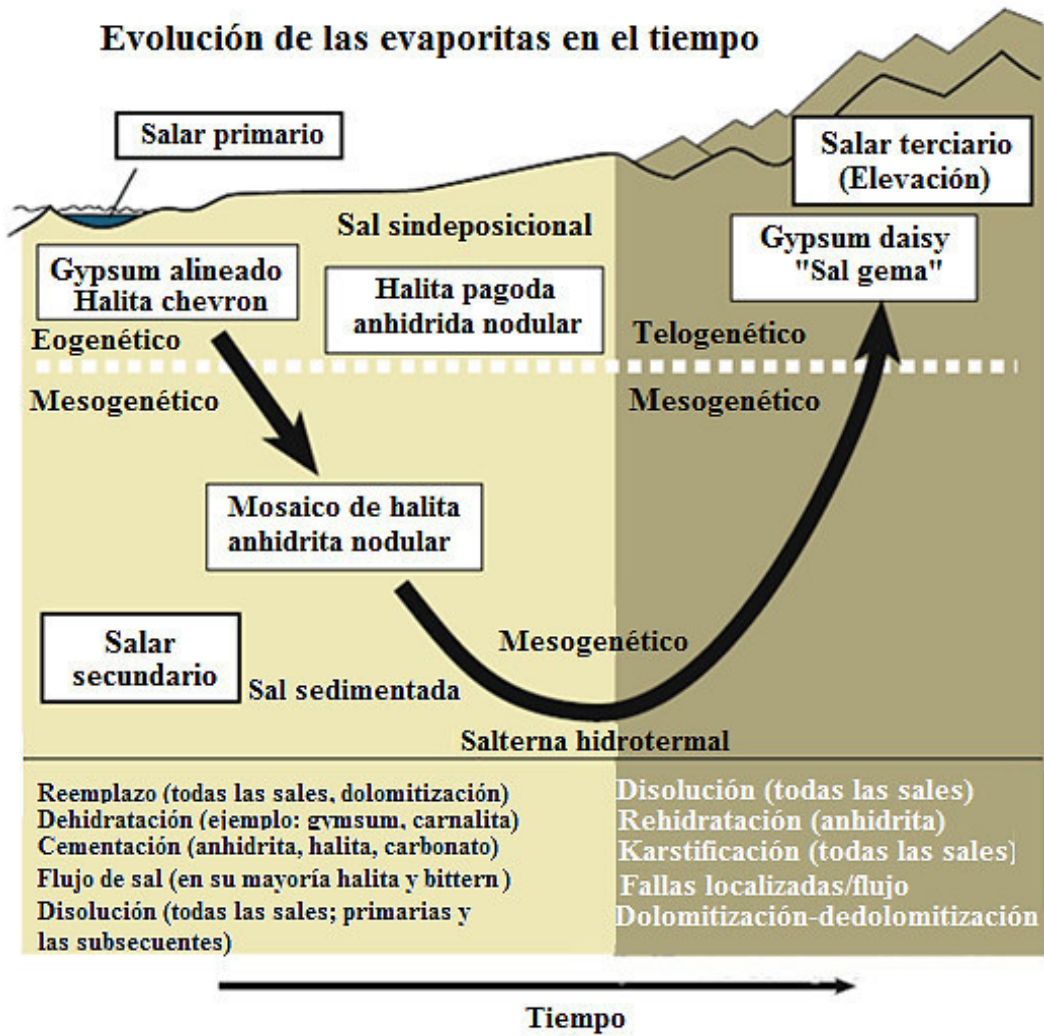 Evolución de las evaporitas en el tiempo
Salar primario
Salar terciario
(Elevación)
Sal sindeposicional
Gypsum alineado
Halita chevron
Halita pagoda
anhidrida nodular
Gypsum daisy
"Sal gema"
Eogenético
Telogenético
Mesogenético
Mesogenético
Mosaico de halita
anhidrita nodular
Salar
secundario
Mesogenético
Sal sedimentada
Salterna hidrotermal
Reemplazo (todas las sales, dolomitización)
Dehidratación (ejemplo: gymsum, carnalita)
Cementación (anhidrita, halita, carbonato)
Flujo de sal (en su mayoría halita y bittern)
Disolución (todas las sales; primarias y
las subsecuentes)
Disolución (todas las sales)
Rehidratación (anhidrita)
Karstificación (todas las sales)
Fallas localizadas/flujo
Dolomitización-dedolomitización
Tiempo